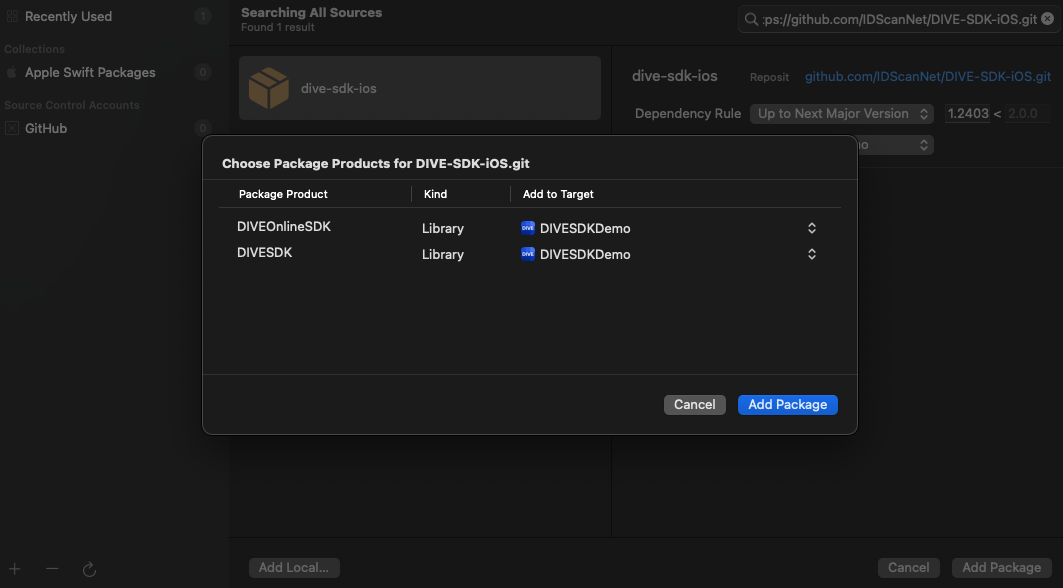 Recently Used
1
Collections
Apple Swift Packages
0
Source Control Accounts
GitHub
0
Searching All Sources
Found 1 result
:ps://github.com/IDScanNet/DIVE-SDK-iOS.git
dive-sdk-ios
dive-sdk-ios
Reposit
github.com/IDScanNet/DIVE-SDK-iOS.git
Dependency Rule
Up to Next Major Version
1.2403 < 2.0.0
Choose Package Products for DIVE-SDK-iOS.git
Package Product Kind Add to Target
DIVEOnlineSDK Library DIVE DIVESDKDemo
DIVESDK Library DIVE DIVESDKDemo
Cancel Add Package
Add Local...
Cancel Add Package